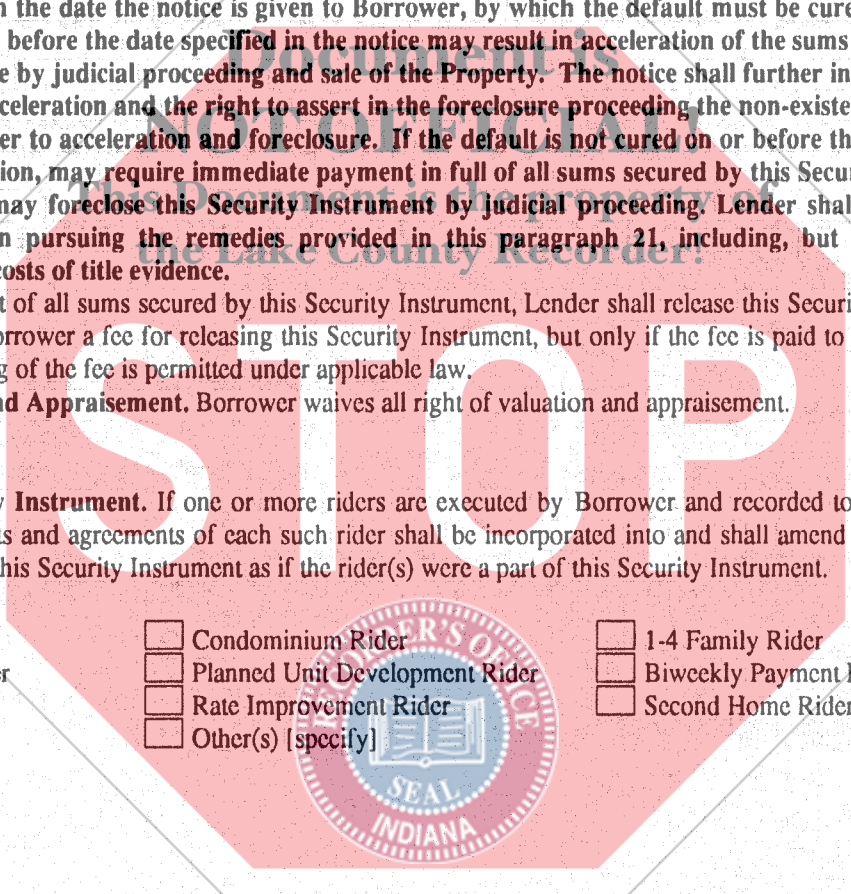 n the date the notice is given to Borrower, by which the default must be cure
before the date specified in the notice may result in acceleration of the sums
e by judicial proceeding and sale of the Property. The notice shall further in
celeration and the right to assert in the foreclosure proceeding the non-existe
er to acceleration and foreclosure. If the default is not cured on or before th
ion, may require immediate payment in full of all sums secured by this Secur
may foreclose this Security Instrument by judicial proceeding. Lender shal
n pursuing the remedies provided in this paragraph 21, including, but
costs of title evidence.
t of all sums secured by this Security Instrument, Lender shall release this Securi
orrower a fee for releasing this Security Instrument, but only if the fee is paid to
g of the fee is permitted under applicable law.
nd Appraisement. Borrower waives all right of valuation and appraisement.
y Instrument. If one or more riders are executed by Borrower and recorded to
ts and agreements of each such rider shall be incorporated into and shall amend
his Security Instrument as if the rider(s) were a part of this Security Instrument.
Condominium Rider
1-4 Family Rider
r
Planned Unit Development Rider
Biweekly Payment
Rate Improvement Rider
Second Home Rider
Other(s) [specify]
Document is
NOT OFFICIAL!
This Document is the property of
the Lake County Recorder!
STOP
RECORDER'S OFFICE
SEAL
INDIANA